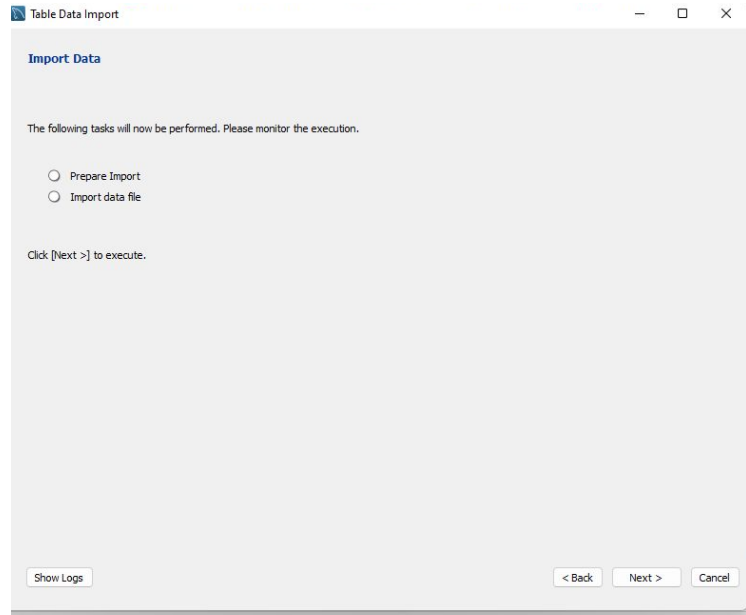 Table Data Import
Import Data
The following tasks will now be performed. Please monitor the execution.
Prepare Import
Import data file
Click [Next >] to execute.
Show Logs
< Back
Next >
Cancel